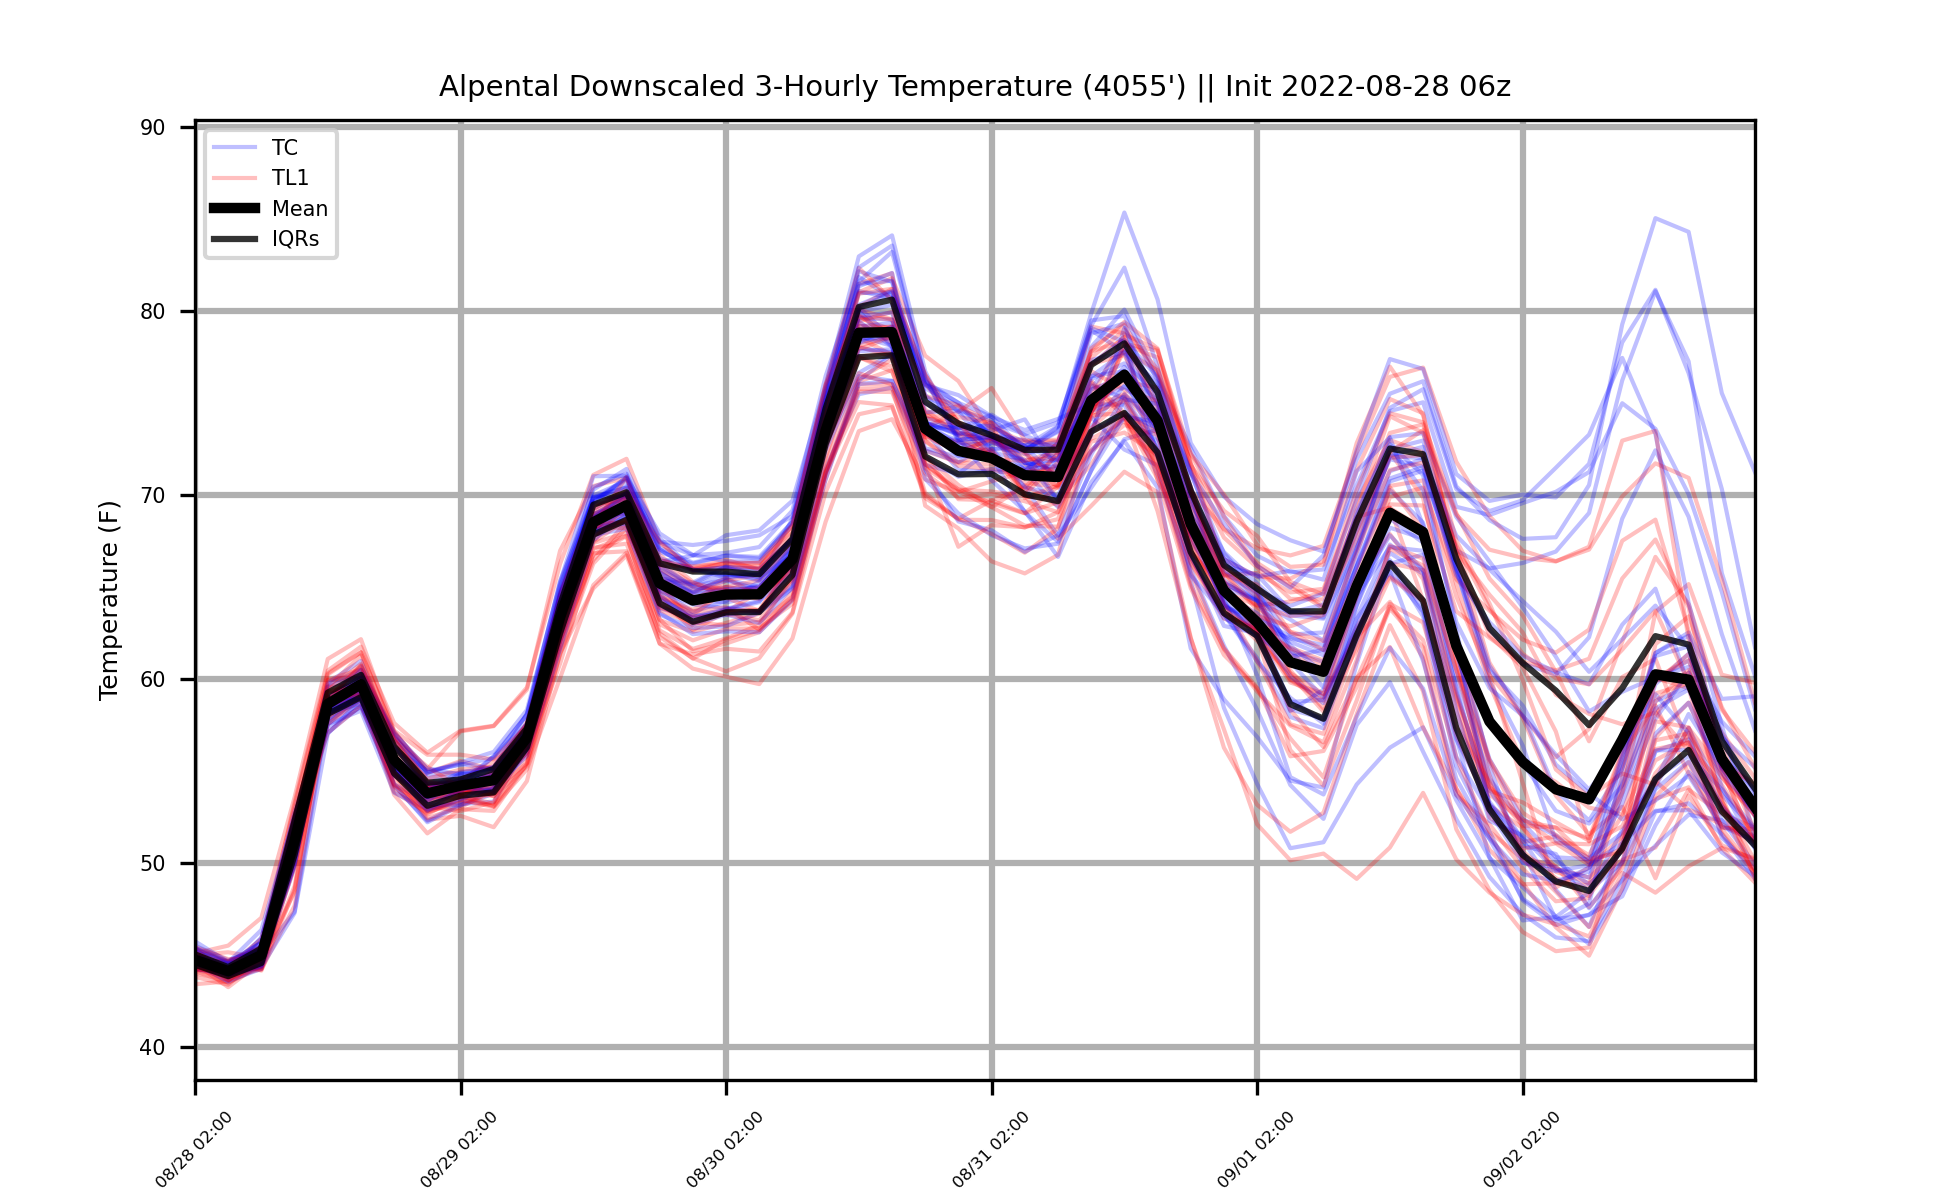 Alpental Downscaled 3-Hourly Temperature (4055') || Init 2022-08-28 06z
90
80
70
60
50
40
Temperature (F)
TC
TL1
Mean
IQRs
08/28 02:00
08/29 02:00
08/30 02:00
08/31 02:00
09/01 02:00
09/02 02:00